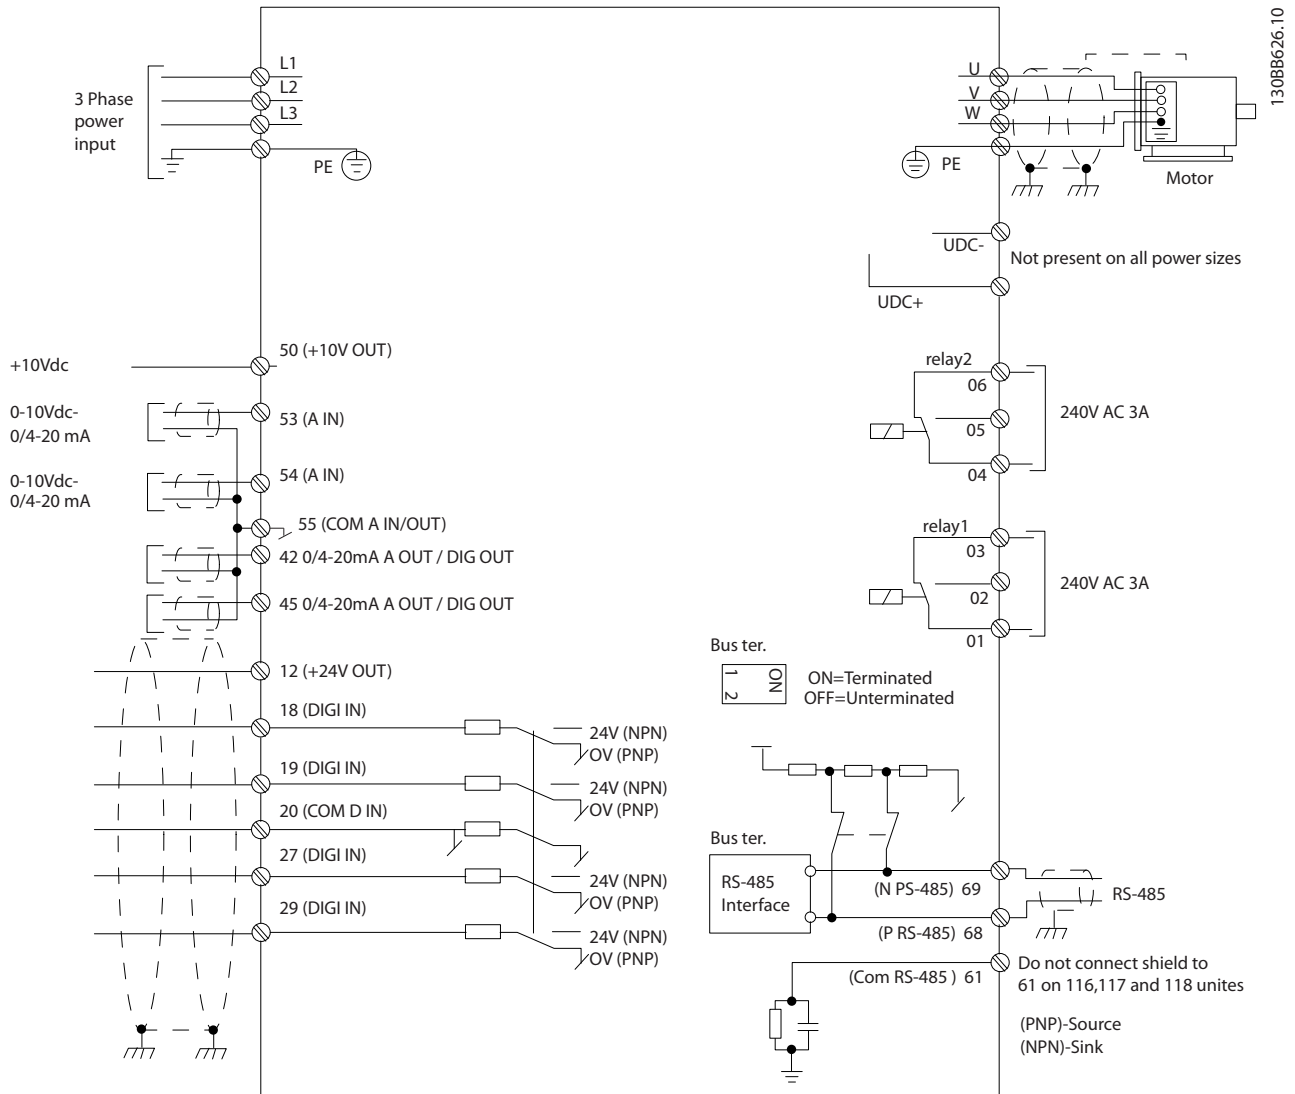 130BB626.10
3 Phase
power
input
L1
L2
L3
PE
U
V
W
PE
Motor
UDC-
Not present on all power sizes
UDC+
+10Vdc
50 (+10V OUT)
0-10Vdc-
0/4-20 mA
53 (A IN)
0-10Vdc-
0/4-20 mA
54 (A IN)
55 (COM A IN/OUT)
42 0/4-20mA A OUT / DIG OUT
45 0/4-20mA A OUT / DIG OUT
12 (+24V OUT)
18 (DIGI IN)
24V (NPN)
OV (PNP)
19 (DIGI IN)
24V (NPN)
OV (PNP)
20 (COM D IN)
27 (DIGI IN)
24V (NPN)
OV (PNP)
29 (DIGI IN)
24V (NPN)
OV (PNP)
relay2
06
05
04
240V AC 3A
relay1
03
02
01
240V AC 3A
Bus ter.
1
2
ON
ON=Terminated
OFF=Unterminated
Bus ter.
RS-485
Interface
(N PS-485) 69
RS-485
(P RS-485) 68
(Com RS-485 ) 61
Do not connect shield to
61 on 116,117 and 118 unites
(PNP)-Source
(NPN)-Sink